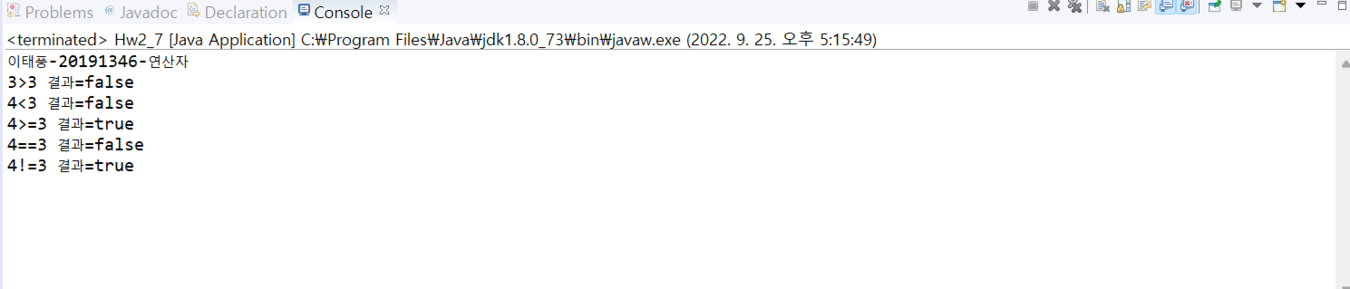 Problems Javadoc Declaration Console
<terminated> Hw2_7 [Java Application] C:₩Program Files₩Java₩jdk1.8.0_73₩bin₩javaw.exe (2022. 9. 25. 오후 5:15:49)
이태풍-20191346-연산자
3>3 결과=false
4<3 결과=false
4>=3 결과=true
4==3 결과=false
4!=3 결과=true